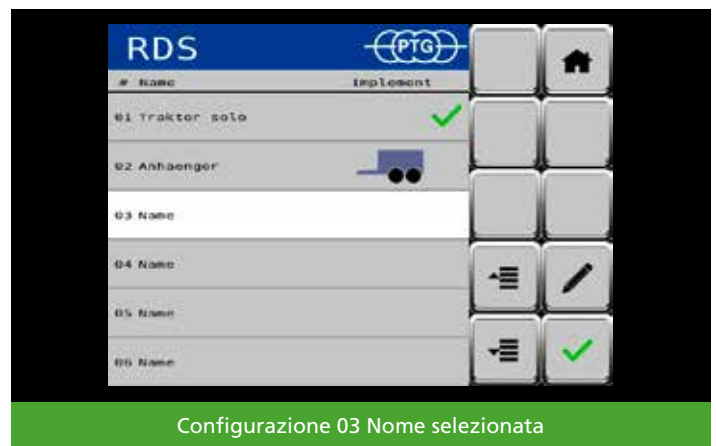 RDS PTG
# Name Implement
01 Traktor solo
02 Anhaenger
03 Name
04 Name
05 Name
06 Name
Configurazione 03 Nome selezionata